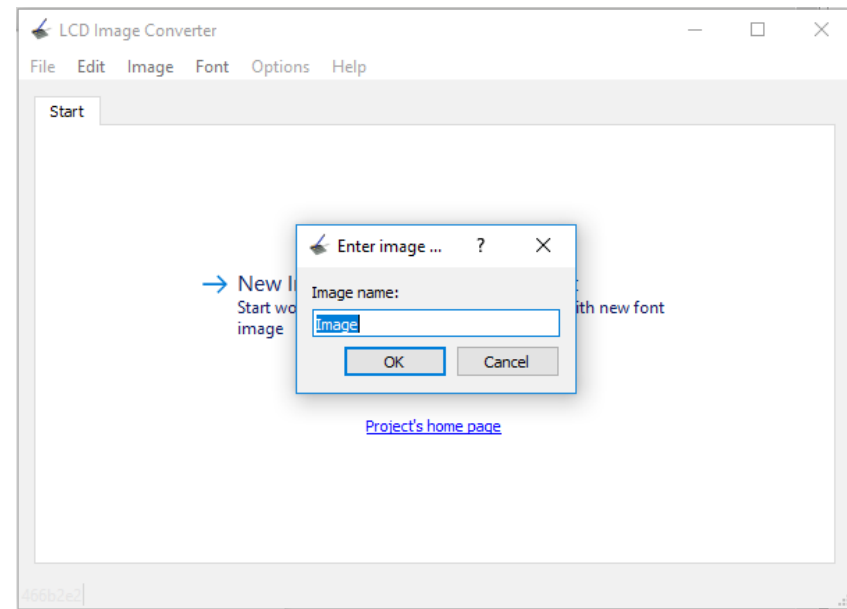 LCD Image Converter
File Edit Image Font Options Help
Start
Enter image ... ?
New I
Image name:
Start wo
ith new font
Image
image
OK Cancel
Project's home page
466b2e2